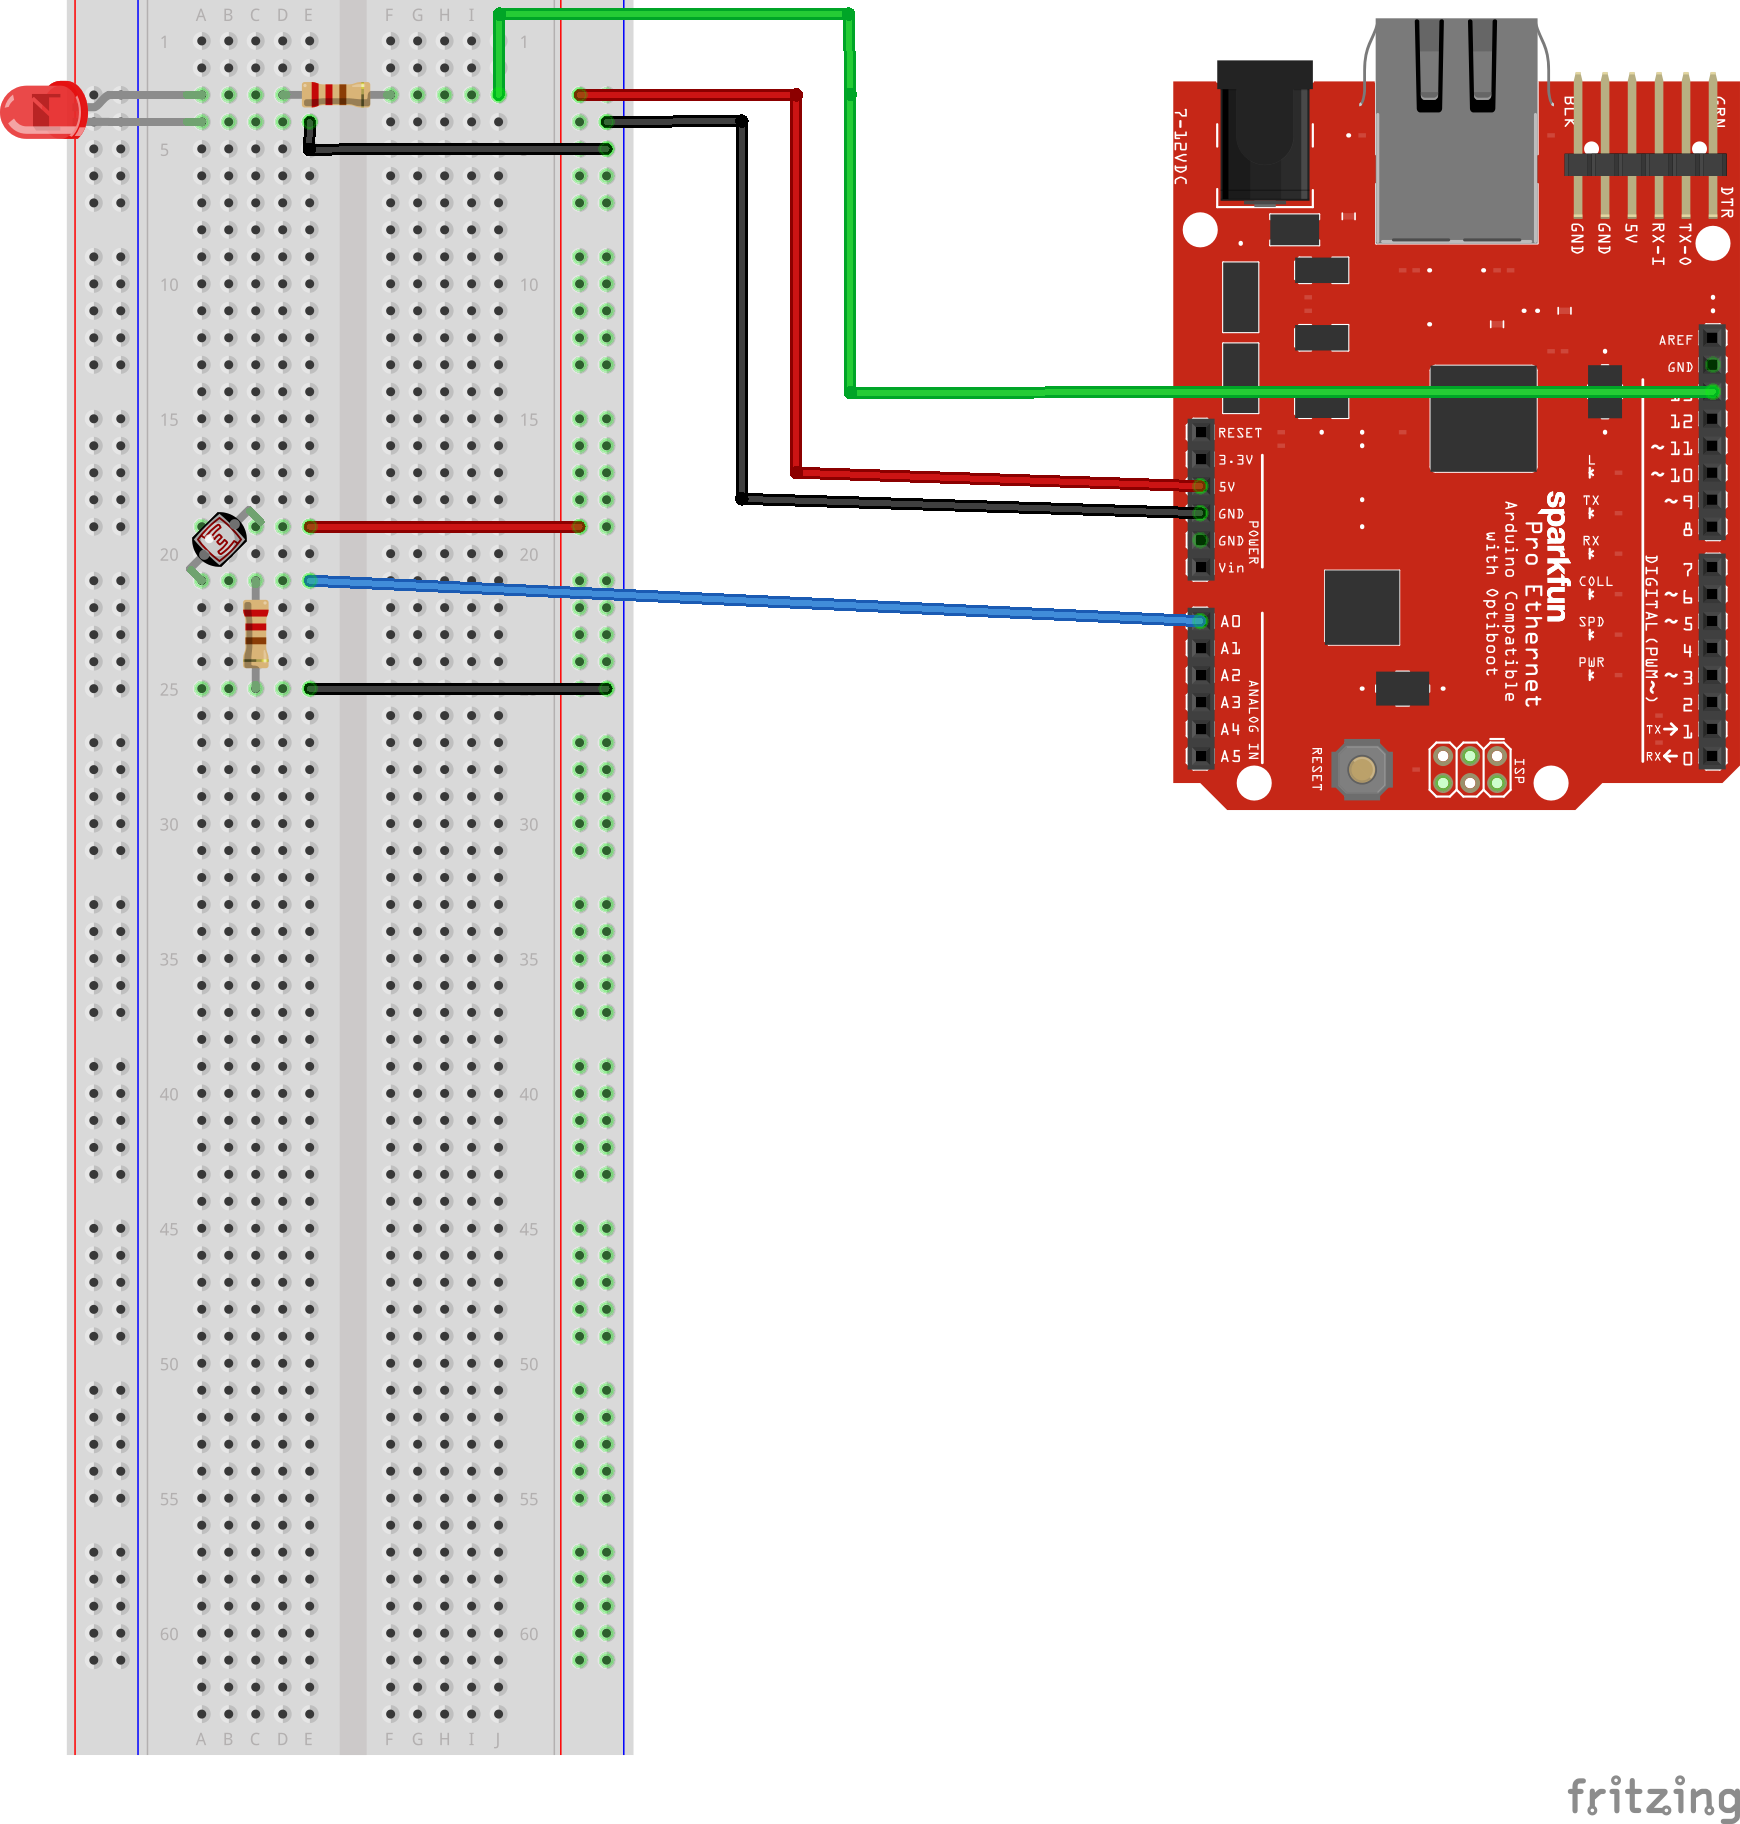 A B C D E F G H I
1 1
5
10 10
15 15
20 20
25
30 30
35 35
40 40
45 45
50 50
55 55
60 60
A B C D E F G H I J
7-12VDC
BLK
GRN
DTR
GND
GND
5V
RX-I
TX-O
RESET
3.3V
5V
GND
GND
Vin
POWER
A0
A1
A2
A3
A4
A5
ANALOG IN
AREF
GND
12
~11
~10
~9
8
7
~6
~5
4
~3
2
TX→1
RX←0
DIGITAL (PWM~)
L
TX
RX
COLL
SPD
PWR
sparkfun
Pro Ethernet
Arduino Compatible
with Optiboot
RESET
ISP
fritzing